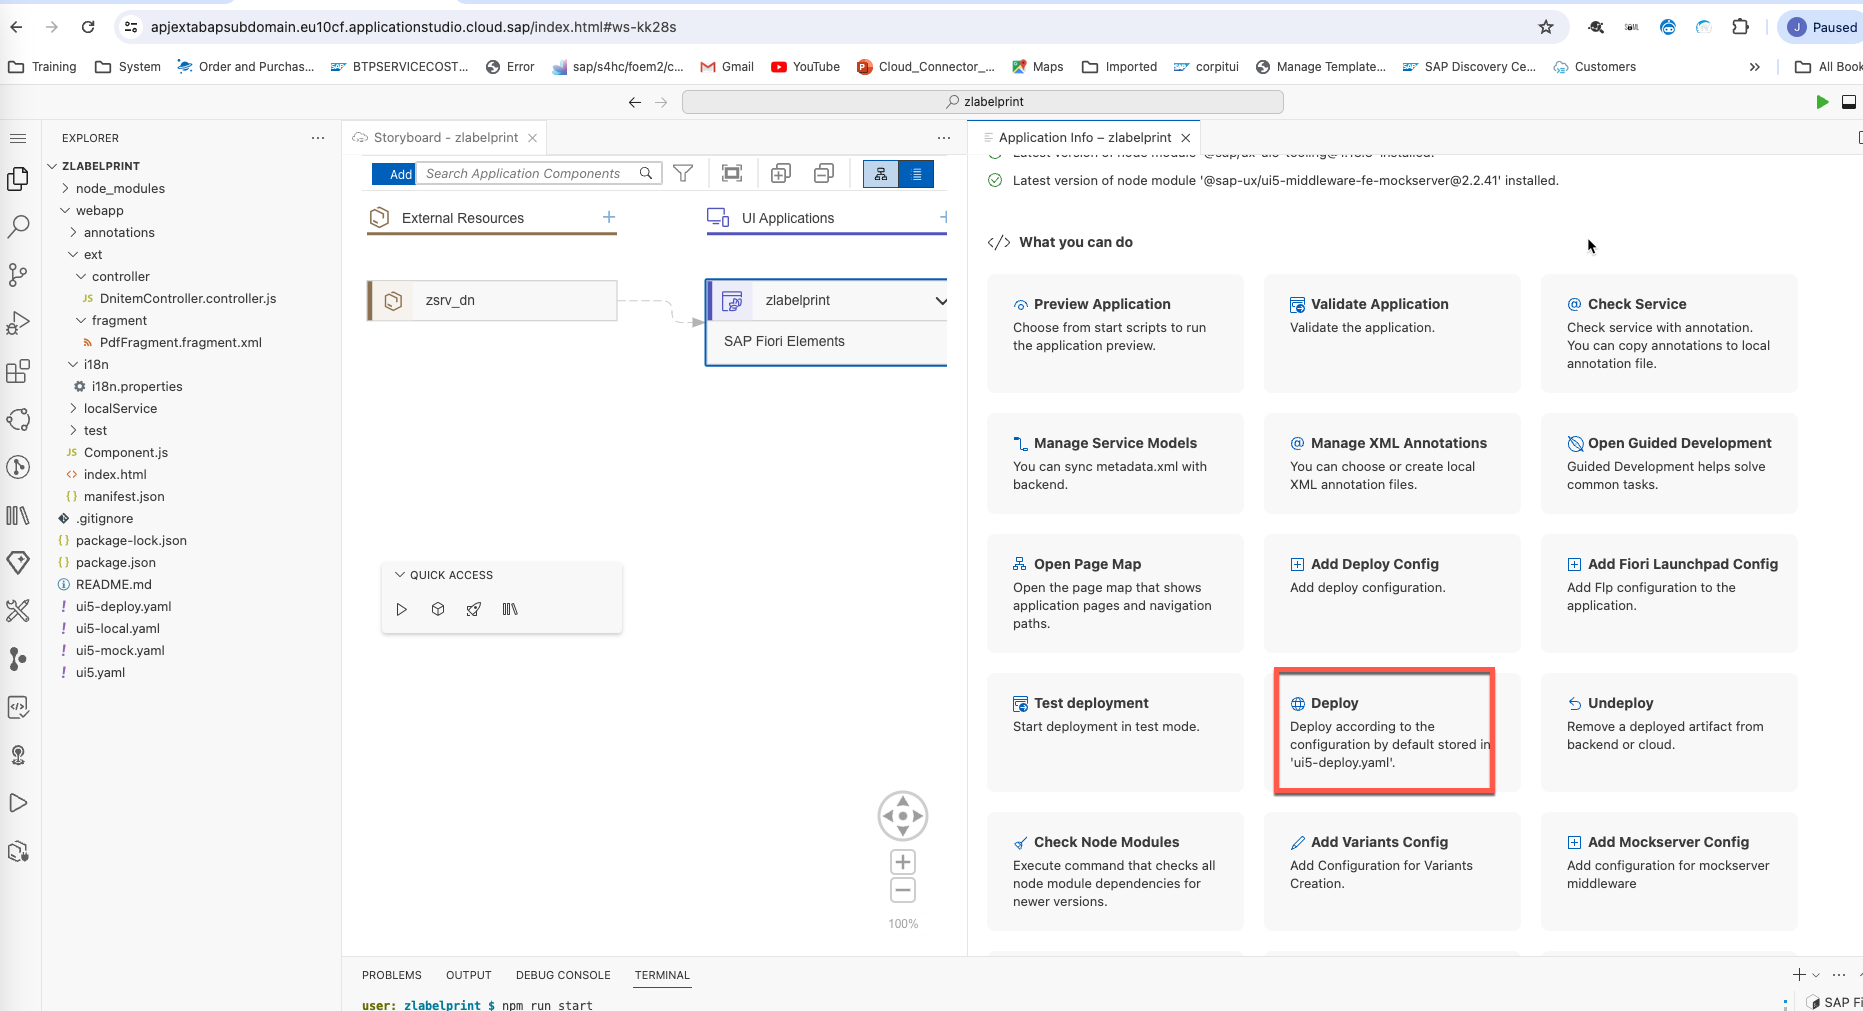 apjextabapsubdomain.eu10cf.applicationstudio.cloud.sap/index.html#ws-kk28s
J Paused
Training
System
Order and Purchas...
BTPSERVICECOST...
Error
sap/s4hc/foem2/c...
Gmail
YouTube
Cloud_Connector_...
Maps
Imported
corpitui
Manage Template...
SAP Discovery Ce...
Customers
All Book
zlabelprint
EXPLORER
ZLABELPRINT
node_modules
webapp
annotations
ext
controller
JS DnitemController.controller.js
fragment
PdfFragment.fragment.xml
i18n
i18n.properties
localService
test
JS Component.js
<> index.html
{} manifest.json
.gitignore
{} package-lock.json
{} package.json
README.md
! ui5-deploy.yaml
! ui5-local.yaml
! ui5-mock.yaml
! ui5.yaml
Storyboard - zlabelprint
Add
Search Application Components
External Resources
UI Applications
zsrv_dn
zlabelprint
SAP Fiori Elements
QUICK ACCESS
100%
Application Info – zlabelprint
Latest version of node module '@sap-ux/ui5-middleware-fe-mockserver@2.2.41' installed.
</> What you can do
Preview Application
Choose from start scripts to run
the application preview.
Validate Application
Validate the application.
@ Check Service
Check service with annotation.
You can copy annotations to local
annotation file.
Manage Service Models
You can sync metadata.xml with
backend.
@ Manage XML Annotations
You can choose or create local
XML annotation files.
Open Guided Development
Guided Development helps solve
common tasks.
Open Page Map
Open the page map that shows
application pages and navigation
paths.
Add Deploy Config
Add deploy configuration.
Add Fiori Launchpad Config
Add Flp configuration to the
application.
Test deployment
Start deployment in test mode.
Deploy
Deploy according to the
configuration by default stored in
'ui5-deploy.yaml'.
Undeploy
Remove a deployed artifact from
backend or cloud.
Check Node Modules
Execute command that checks all
node module dependencies for
newer versions.
Add Variants Config
Add Configuration for Variants
Creation.
Add Mockserver Config
Add configuration for mockserver
middleware
PROBLEMS
OUTPUT
DEBUG CONSOLE
TERMINAL
user: zlabelprint $ npm run start
SAP Fi